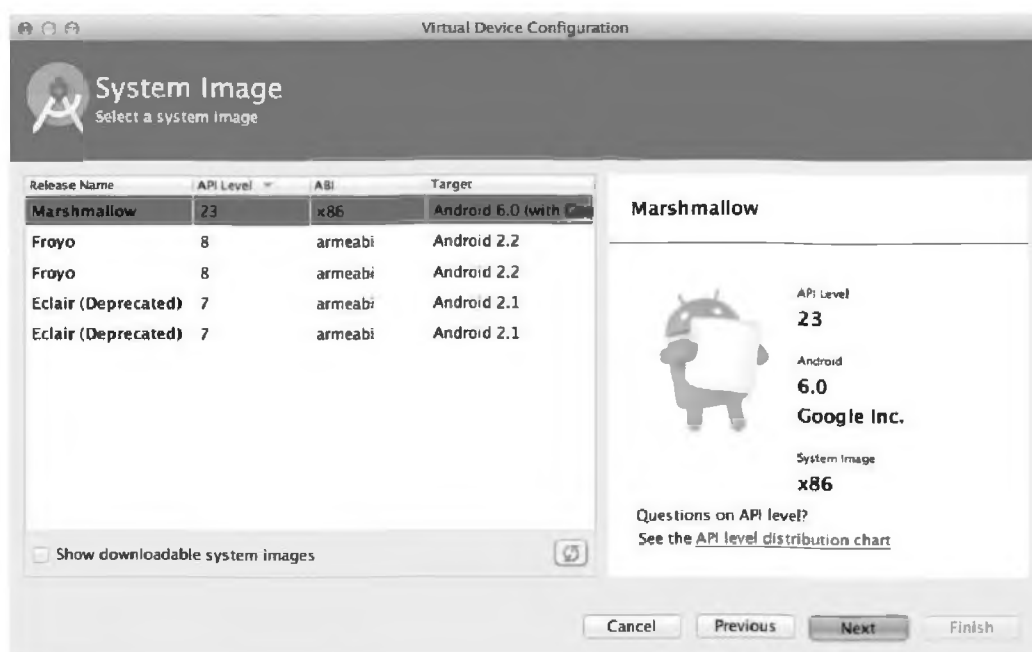 Virtual Device Configuration
System Image
Select a system image
Release Name API Level ABI Target
Marshmallow 23 x86 Android 6.0 (with
Froyo 8 armeabi Android 2.2
Froyo 8 armeabi Android 2.2
Eclair (Deprecated) 7 armeabi Android 2.1
Eclair (Deprecated) 7 armeabi Android 2.1
Show downloadable system images
Marshmallow
API Level
23
Android
6.0
Google Inc.
System Image
x86
Questions on API level?
See the API level distribution chart
Cancel Previous Next Finish